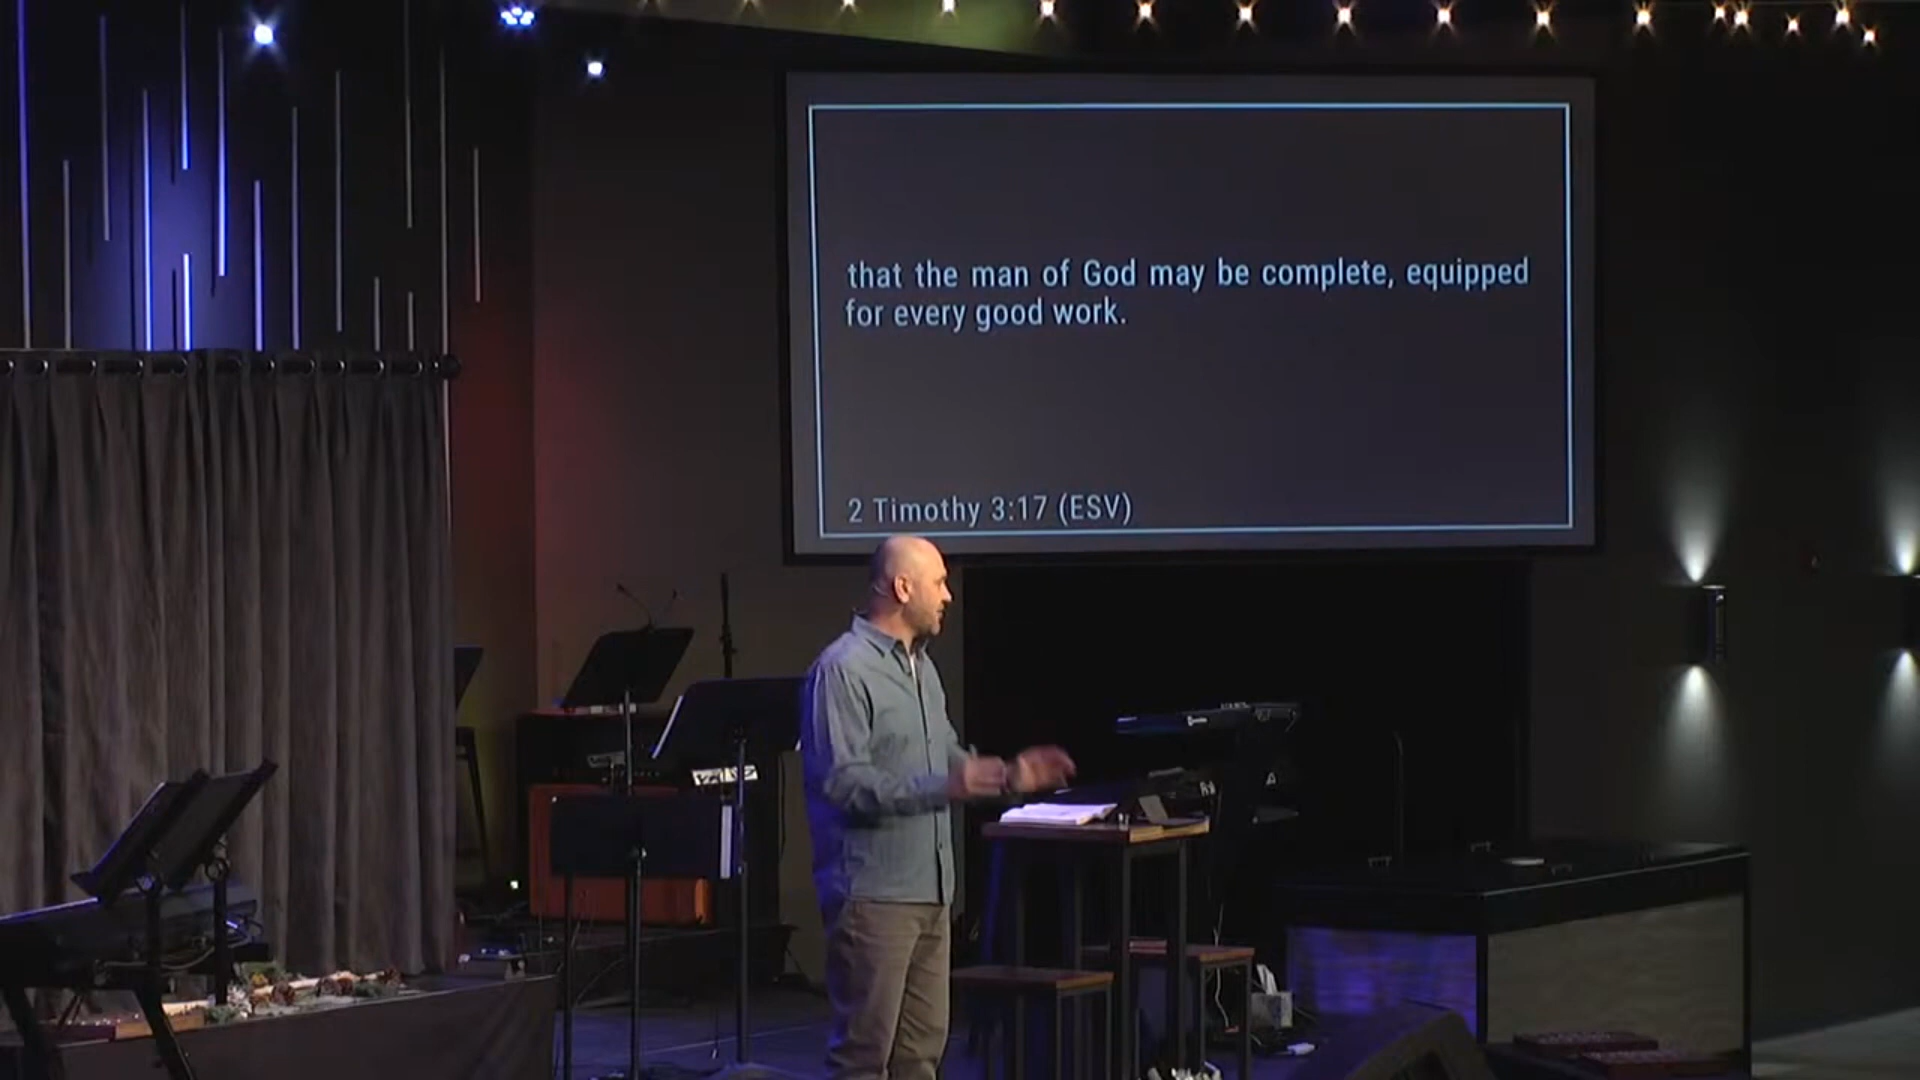 that the man of God may be complete, equipped
for every good work.
2 Timothy 3:17 (ESV)